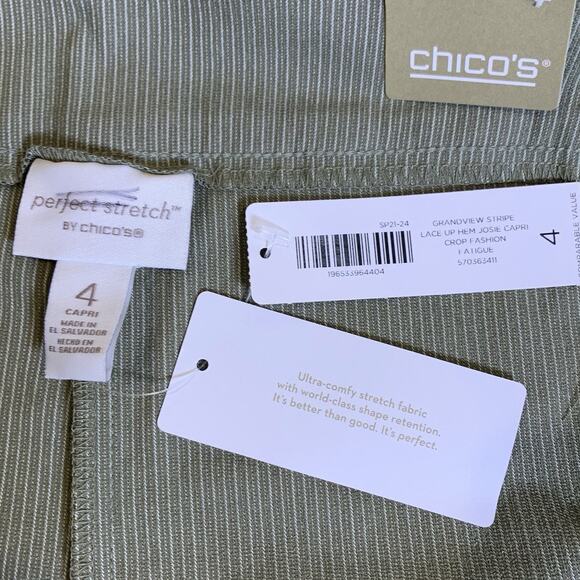 chico's®
perfect stretch™
BY chico's®
4
CAPRI
MADE IN
EL SALVADOR
HECHO EN
EL SALVADOR
SP21-24
GRANDVIEW STRIPE
LACE UP HEM JOSIE CAPRI
CROP FASHION
FATIGUE
570363411
196533964404
4
PARABLE VALUE
Ultra-comfy stretch fabric
with world-class shape retention.
It's better than good. It's perfect.